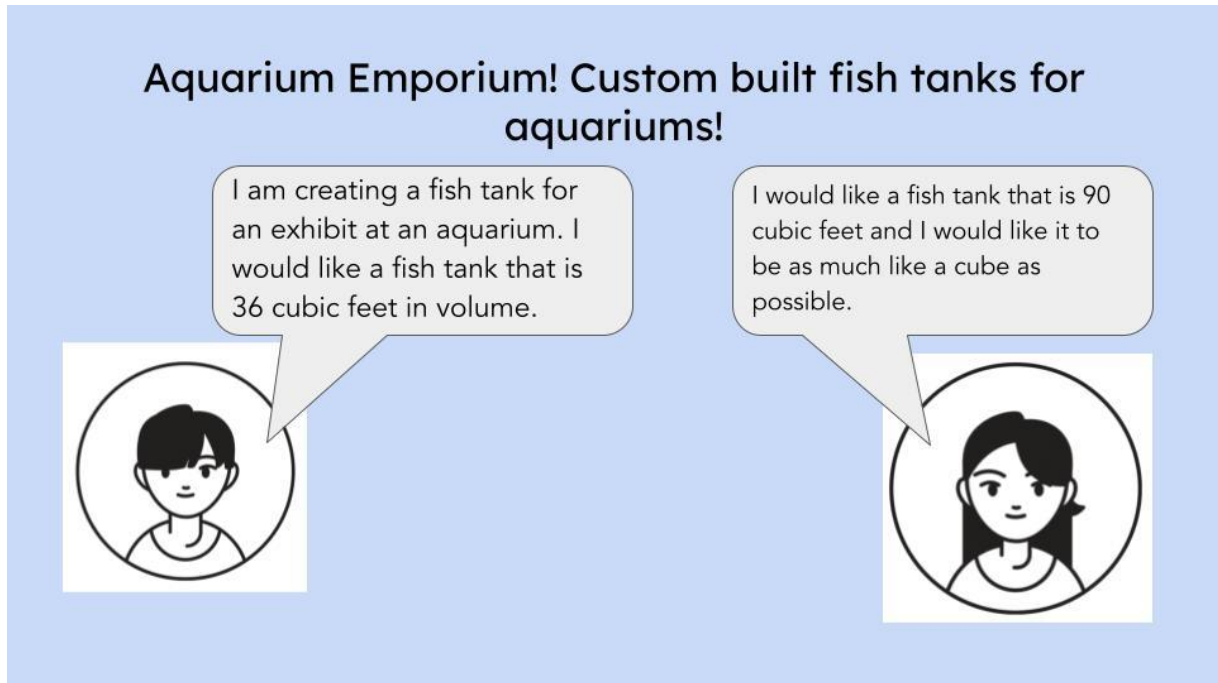 Aquarium Emporium! Custom built fish tanks for
aquariums!
I am creating a fish tank for
an exhibit at an aquarium. I
would like a fish tank that is
36 cubic feet in volume.
I would like a fish tank that is 90
cubic feet and I would like it to
be as much like a cube as
possible.